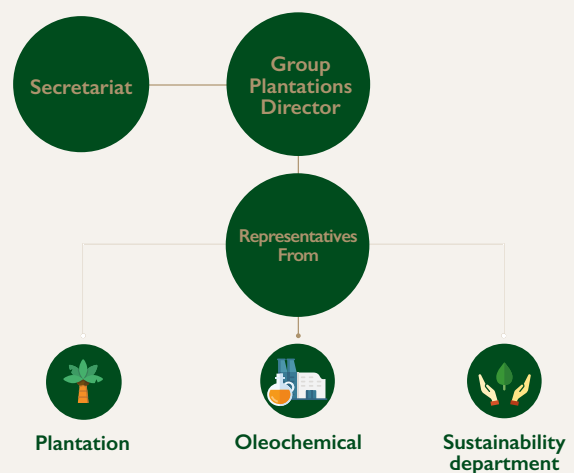 Secretariat
Group
Plantations
Director
Representatives
From
Plantation
Oleochemical
Sustainability
department